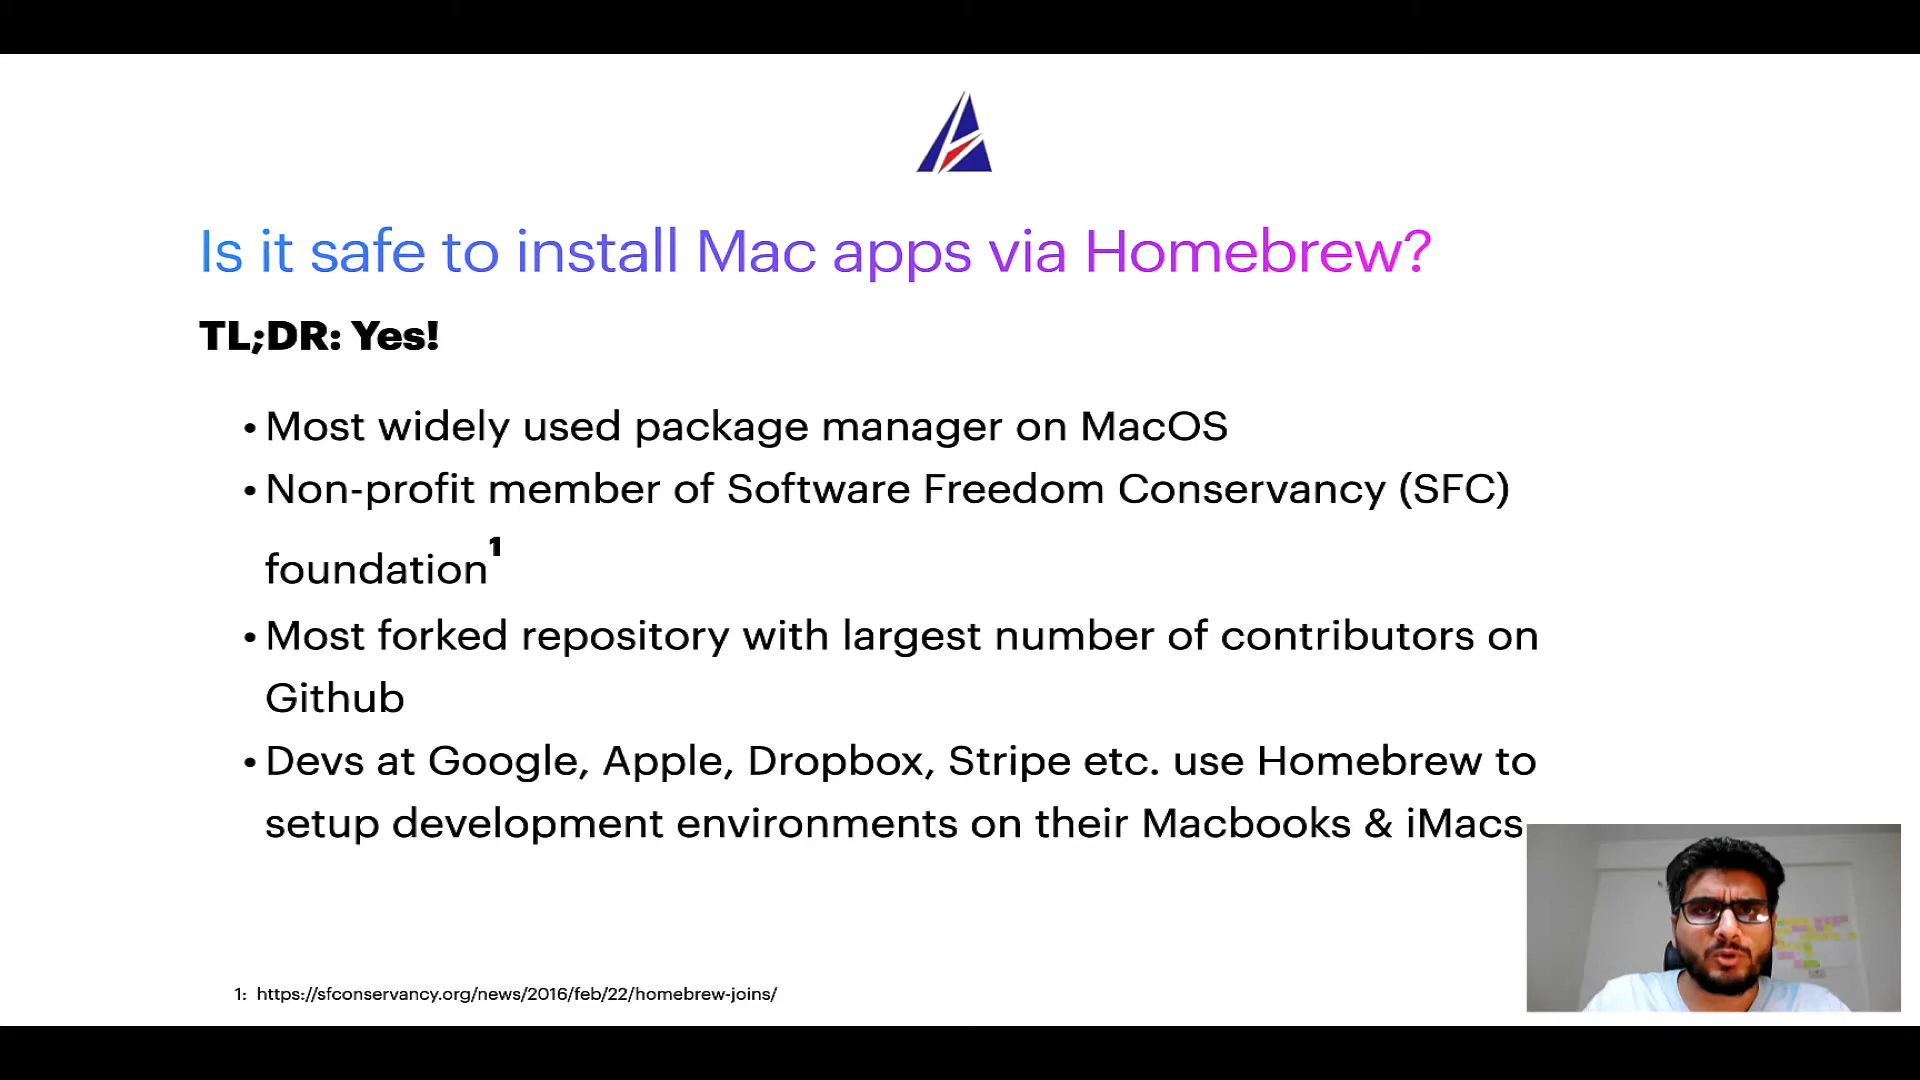 Is it safe to install Mac apps via Homebrew?
TL;DR: Yes!
• Most widely used package manager on MacOS
• Non-profit member of Software Freedom Conservancy (SFC)
foundation¹
• Most forked repository with largest number of contributors on
Github
• Devs at Google, Apple, Dropbox, Stripe etc. use Homebrew to
setup development environments on their Macbooks & iMacs
1: https://sfconservancy.org/news/2016/feb/22/homebrew-joins/